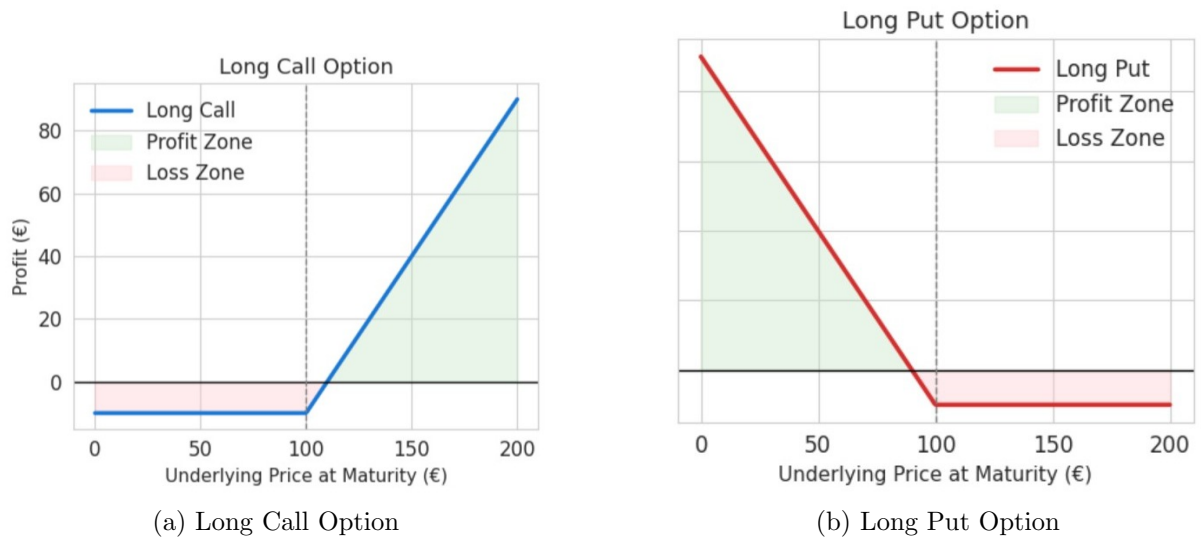 Long Call Option
Long Call
Profit Zone
Loss Zone
80
60
40
20
0
Profit (€)
0 50 100 150 200
Underlying Price at Maturity (€)
(a) Long Call Option
Long Put Option
Long Put
Profit Zone
Loss Zone
0 50 100 150 200
Underlying Price at Maturity (€)
(b) Long Put Option